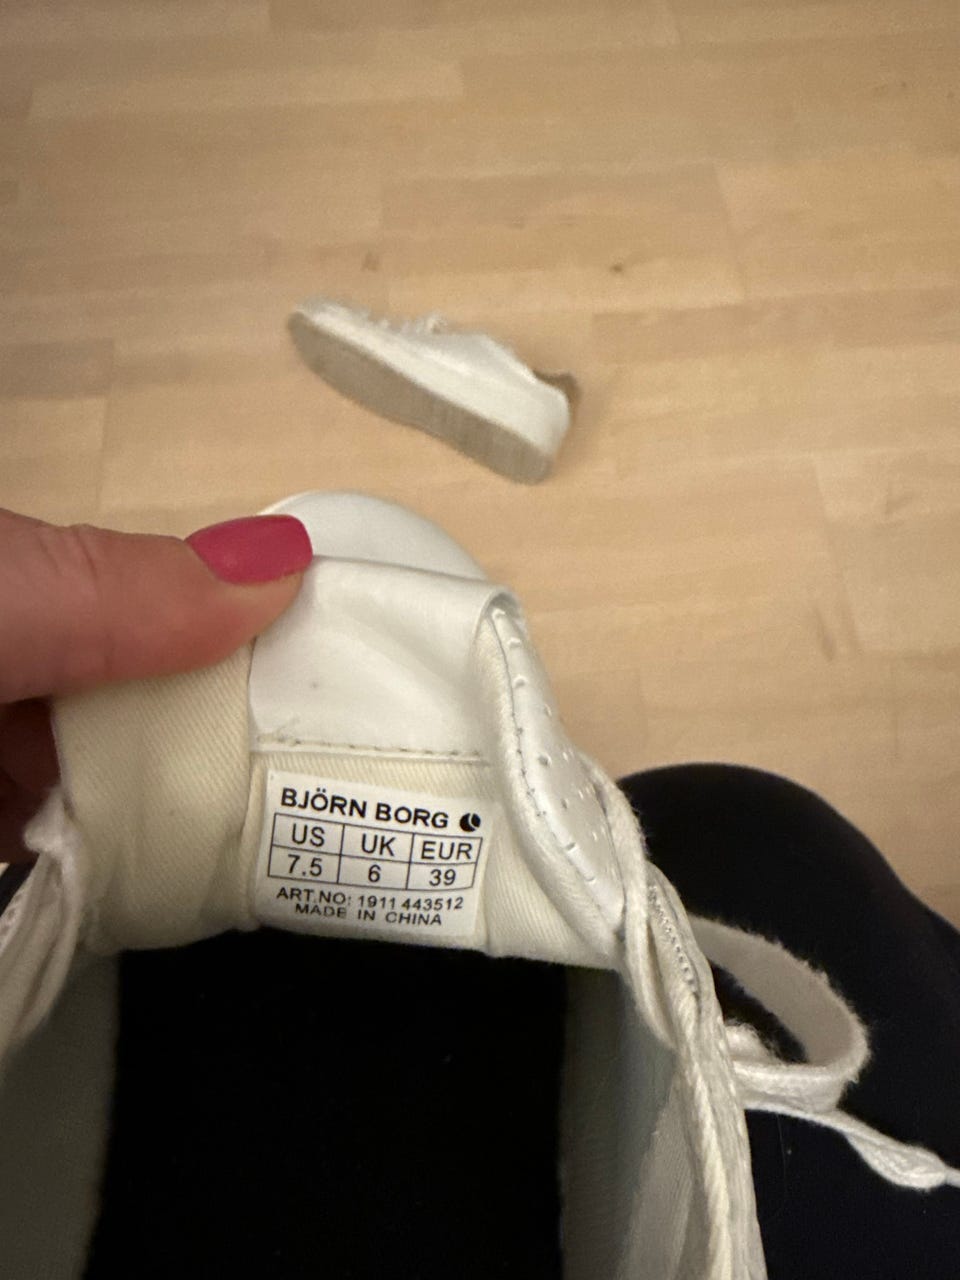 BJÖRN BORG
US UK EUR
7.5 6 39
ART.NO: 1911 443512
MADE IN CHINA